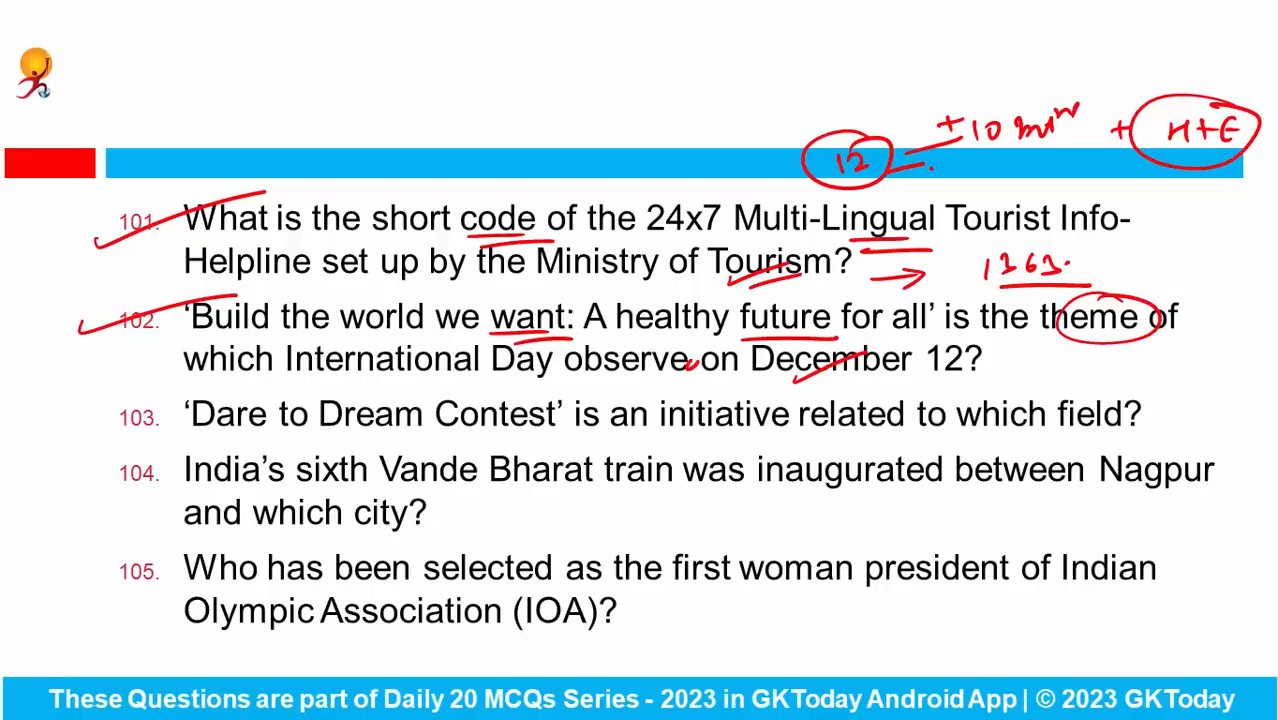 12 = +10 + H+E
101. What is the short code of the 24x7 Multi-Lingual Tourist Info-
Helpline set up by the Ministry of Tourism? → 1363.
102. ‘Build the world we want: A healthy future for all’ is the theme of
which International Day observe on December 12?
103. ‘Dare to Dream Contest’ is an initiative related to which field?
104. India’s sixth Vande Bharat train was inaugurated between Nagpur
and which city?
105. Who has been selected as the first woman president of Indian
Olympic Association (IOA)?
These Questions are part of Daily 20 MCQs Series - 2023 in GKToday Android App | © 2023 GKToday